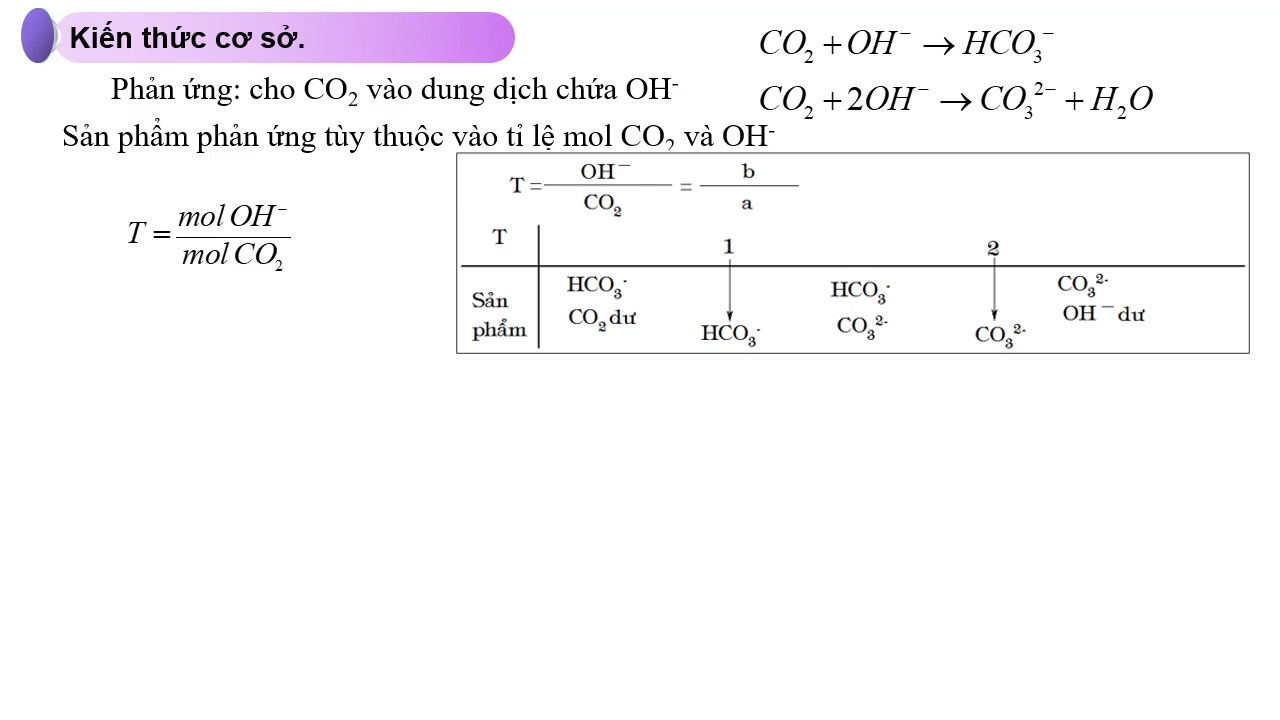 Kiến thức cơ sở.
CO₂ + OH⁻ → HCO₃⁻
Phản ứng: cho CO₂ vào dung dịch chứa OH⁻
CO₂ + 2OH⁻ → CO₃²⁻ + H₂O
Sản phẩm phản ứng tùy thuộc vào tỉ lệ mol CO₂ và OH⁻
T = mol OH⁻ / mol CO₂
T = OH⁻ / CO₂ = b / a
T 1 2
Sản phẩm
HCO₃⁻
CO₂ dư
HCO₃⁻
HCO₃⁻
CO₃²⁻
CO₃²⁻
CO₃²⁻
OH⁻ dư